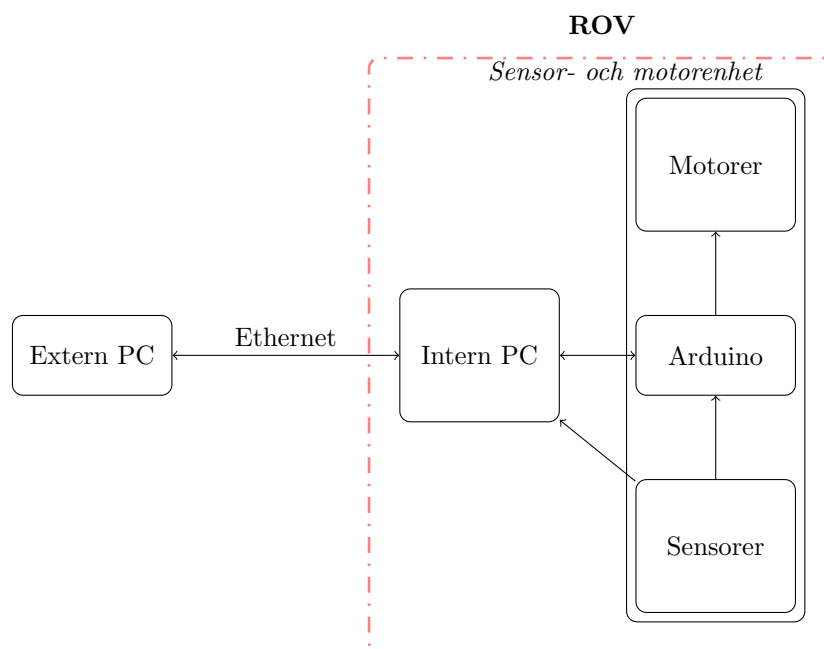 ROV
Sensor- och motorenhet
Motorer
Ethernet
Extern PC
Intern PC
Arduino
Sensorer